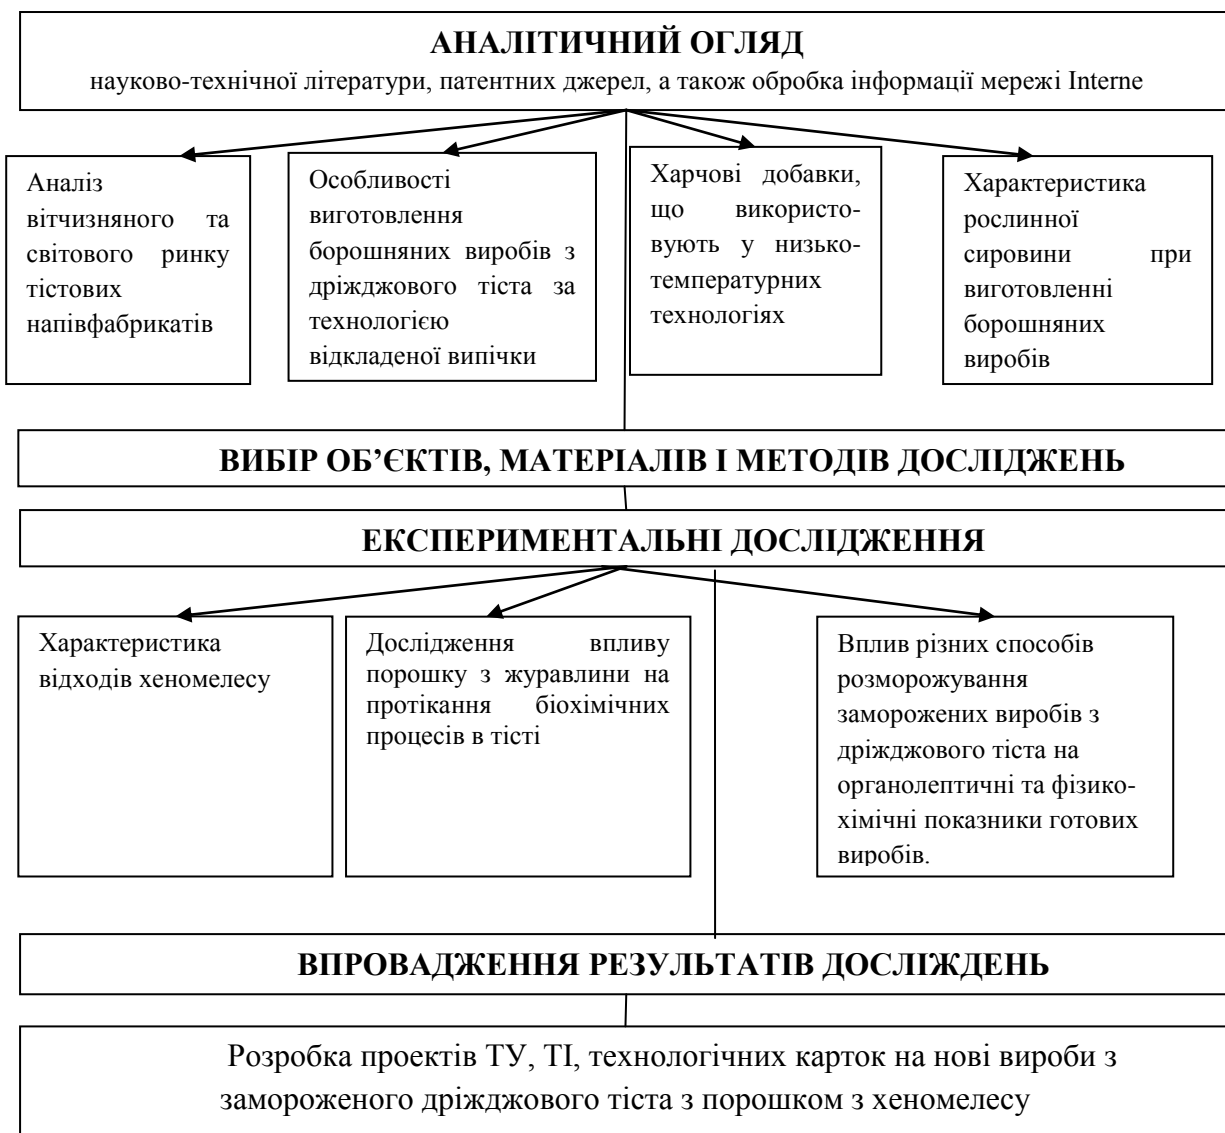 АНАЛІТИЧНИЙ ОГЛЯД
науково-технічної літератури, патентних джерел, а також обробка інформації мережі Interne
Аналіз
вітчизняного та
світового ринку
тістових
напівфабрикатів
Особливості
виготовлення
борошняних виробів з
дріжджового тіста за
технологією
відкладеної випічки
Харчові добавки,
що використо-
вують у низько-
температурних
технологіях
Характеристика
рослинної
сировини при
виготовленні
борошняних
виробів
ВИБІР ОБ’ЄКТІВ, МАТЕРІАЛІВ І МЕТОДІВ ДОСЛІДЖЕНЬ
ЕКСПЕРИМЕНТАЛЬНІ ДОСЛІДЖЕННЯ
Характеристика
відходів хеномелесу
Дослідження впливу
порошку з журавлини на
протікання біохімічних
процесів в тісті
Вплив різних способів
розморожування
заморожених виробів з
дріжджового тіста на
органолептичні та фізико-
хімічні показники готових
виробів.
ВПРОВАДЖЕННЯ РЕЗУЛЬТАТІВ ДОСЛІЖДЕНЬ
Розробка проектів ТУ, ТІ, технологічних карток на нові вироби з
замороженого дріжджового тіста з порошком з хеномелесу